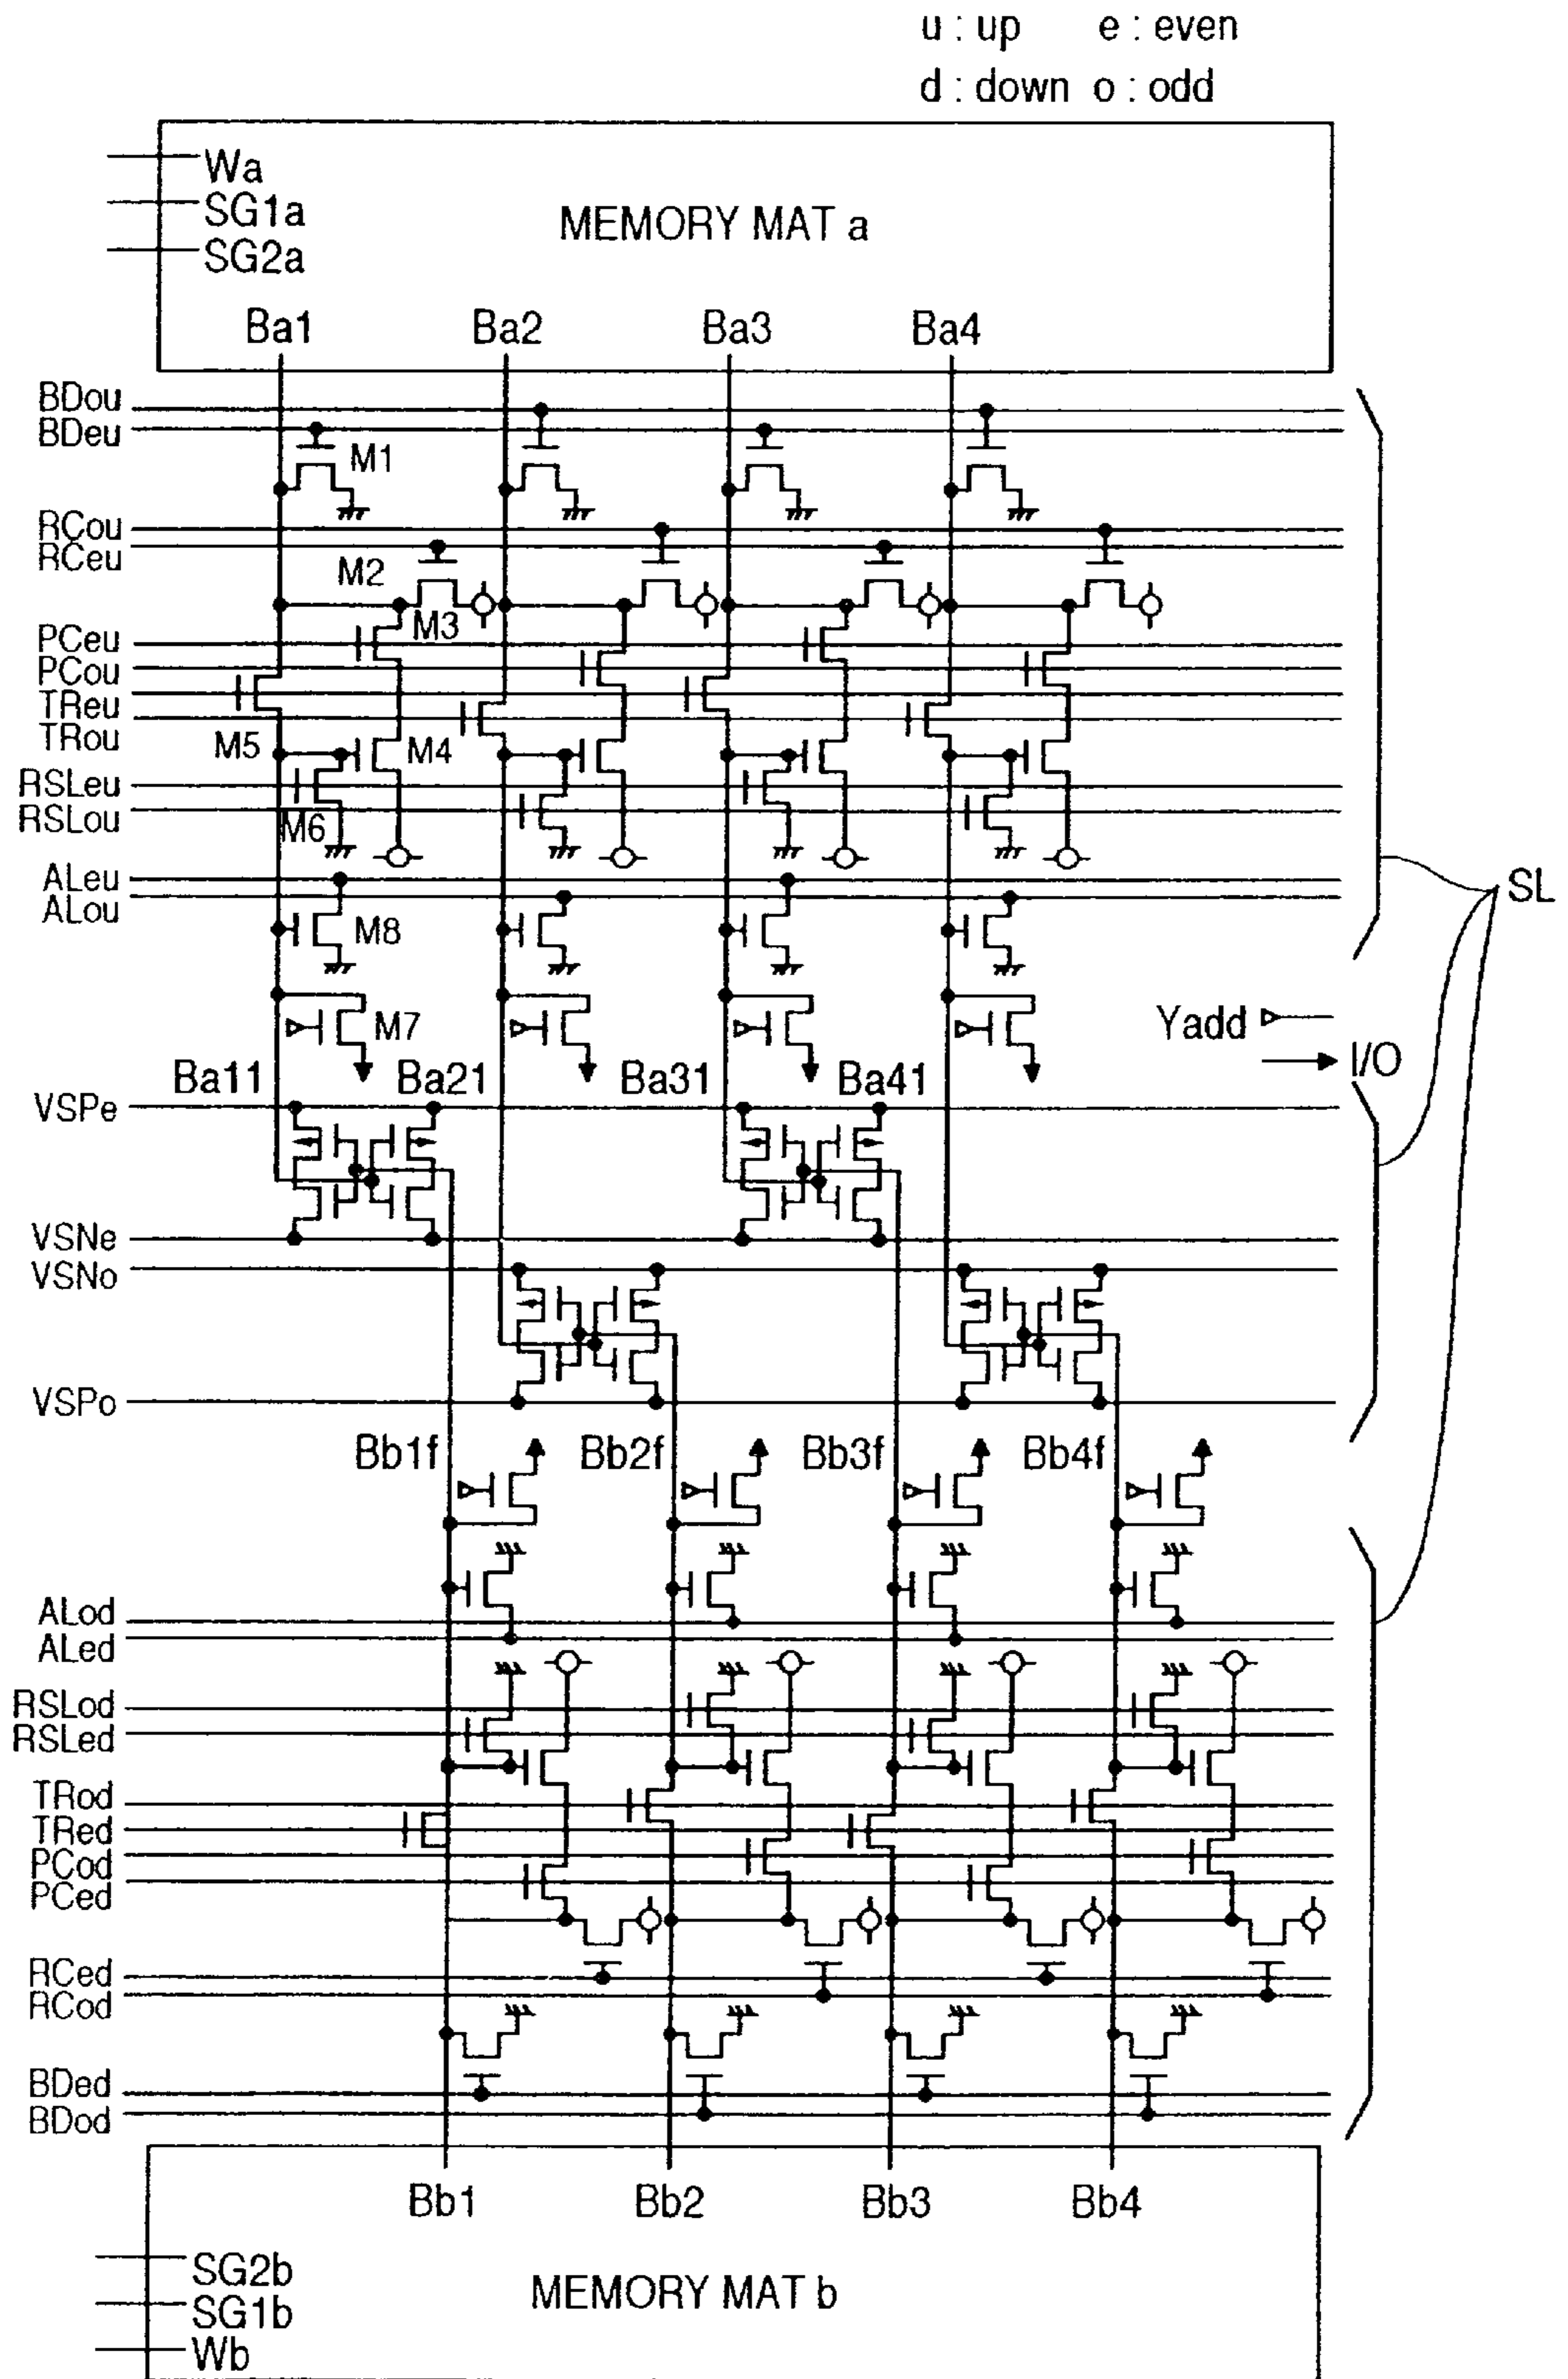 u : up e : even
d : down o : odd
Wa
SG1a
SG2a
MEMORY MAT a
Ba1 Ba2 Ba3 Ba4
BDou
BDeu
M1
RCou
RCeu
M2
M3
PCeu
PCou
TReu
TRou
M5 M4
RSLeu
RSLou
M6
ALeu
ALou
SL
M8
Yadd
M7
I/O
Ba11 Ba21 Ba31 Ba41
VSPe
VSNe
VSNo
VSPo
Bb1f Bb2f Bb3f Bb4f
ALod
ALed
RSLod
RSLed
TRod
TRed
PCod
PCed
RCed
RCod
BDed
BDod
Bb1 Bb2 Bb3 Bb4
SG2b
SG1b
Wb
MEMORY MAT b